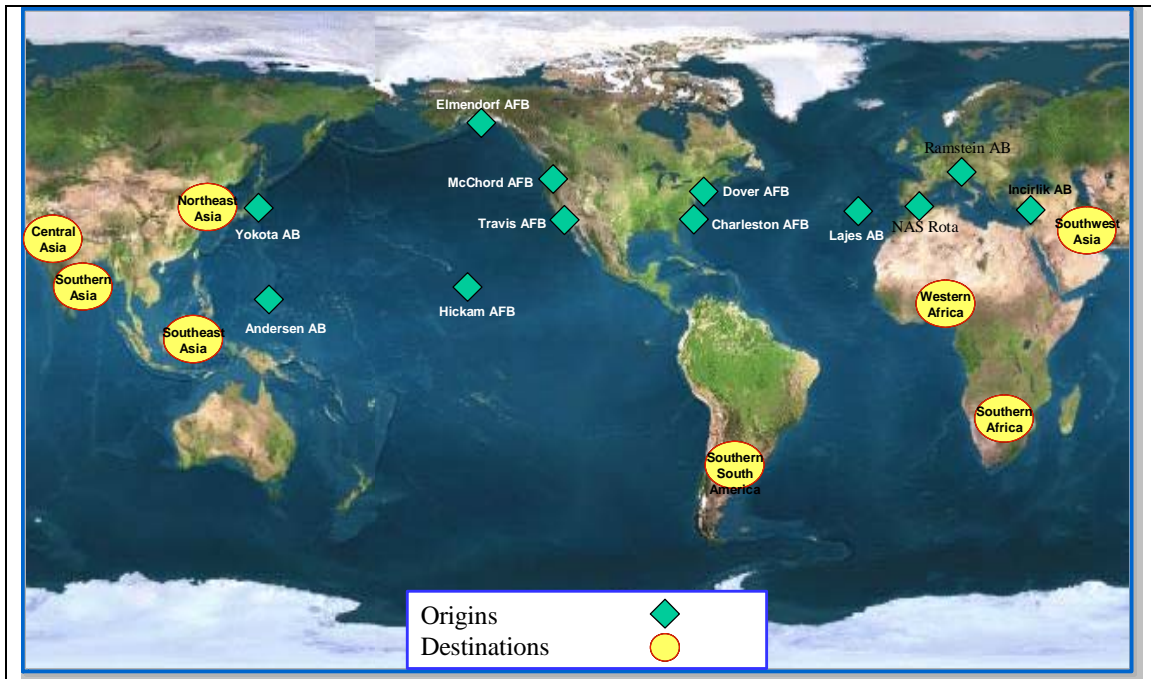 Elmendorf AFB
Ramstein AB
McChord AFB
Dover AFB
Incirlik AB
Northeast
Asia
Yokota AB
Travis AFB
Charleston AFB
Lajes AB
NAS Rota
Southwest
Asia
Central
Asia
Southern
Asia
Andersen AB
Hickam AFB
Western
Africa
Southeast
Asia
Southern
Africa
Southern
South
America
Origins
Destinations